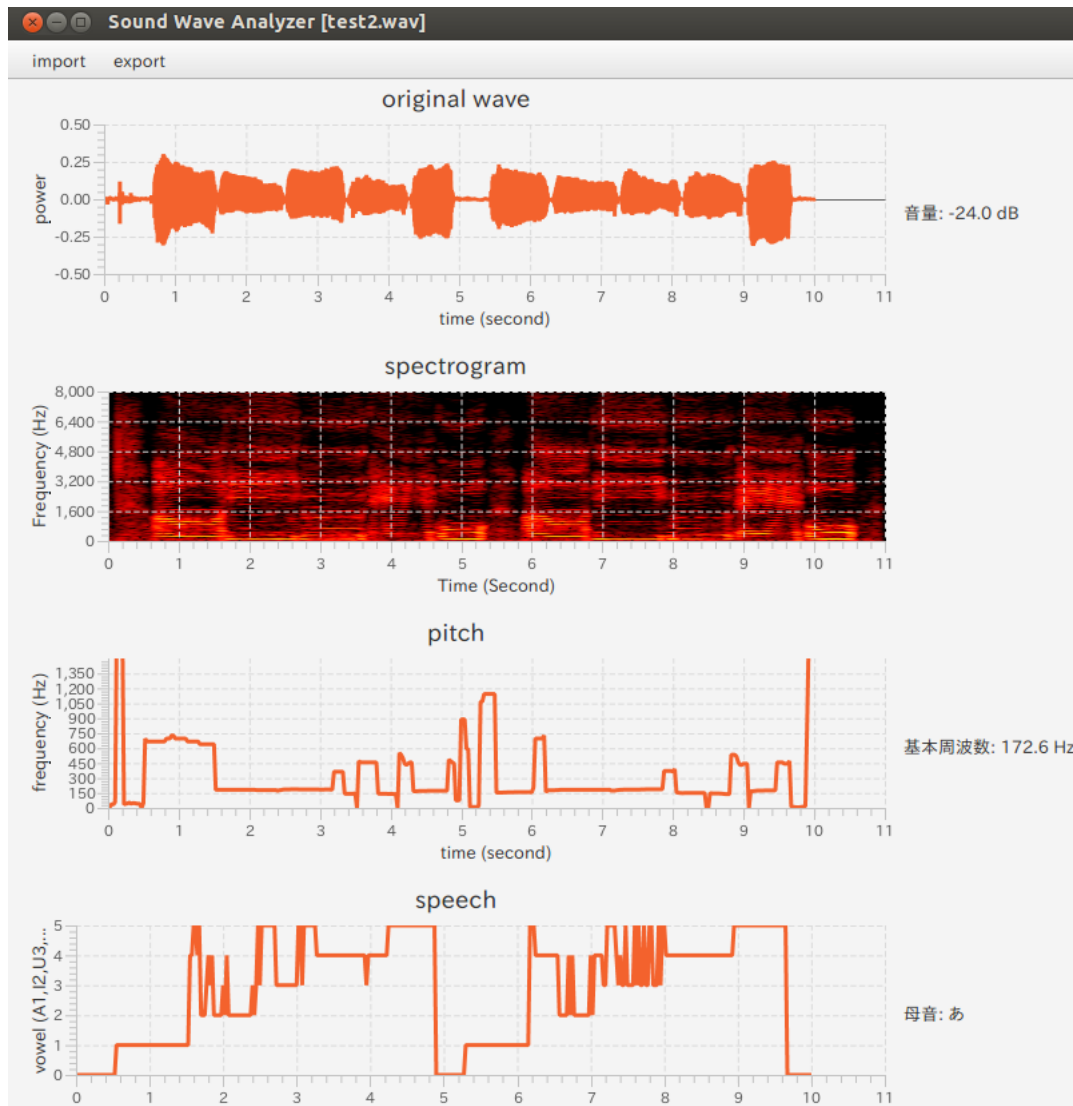 Sound Wave Analyzer [test2.wav]
import export
original wave
0.50
0.25
0.00
-0.25
-0.50
power
0 1 2 3 4 5 6 7 8 9 10 11
time (second)
音量: -24.0 dB
spectrogram
8,000
6,400
4,800
3,200
1,600
0
Frequency (Hz)
0 1 2 3 4 5 6 7 8 9 10 11
Time (Second)
pitch
1,350
1,200
1,050
900
750
600
450
300
150
0
frequency (Hz)
0 1 2 3 4 5 6 7 8 9 10 11
time (second)
基本周波数: 172.6 Hz
speech
5
4
3
2
1
0
vowel (A1,I2,U3,...
0 1 2 3 4 5 6 7 8 9 10 11
母音: あ